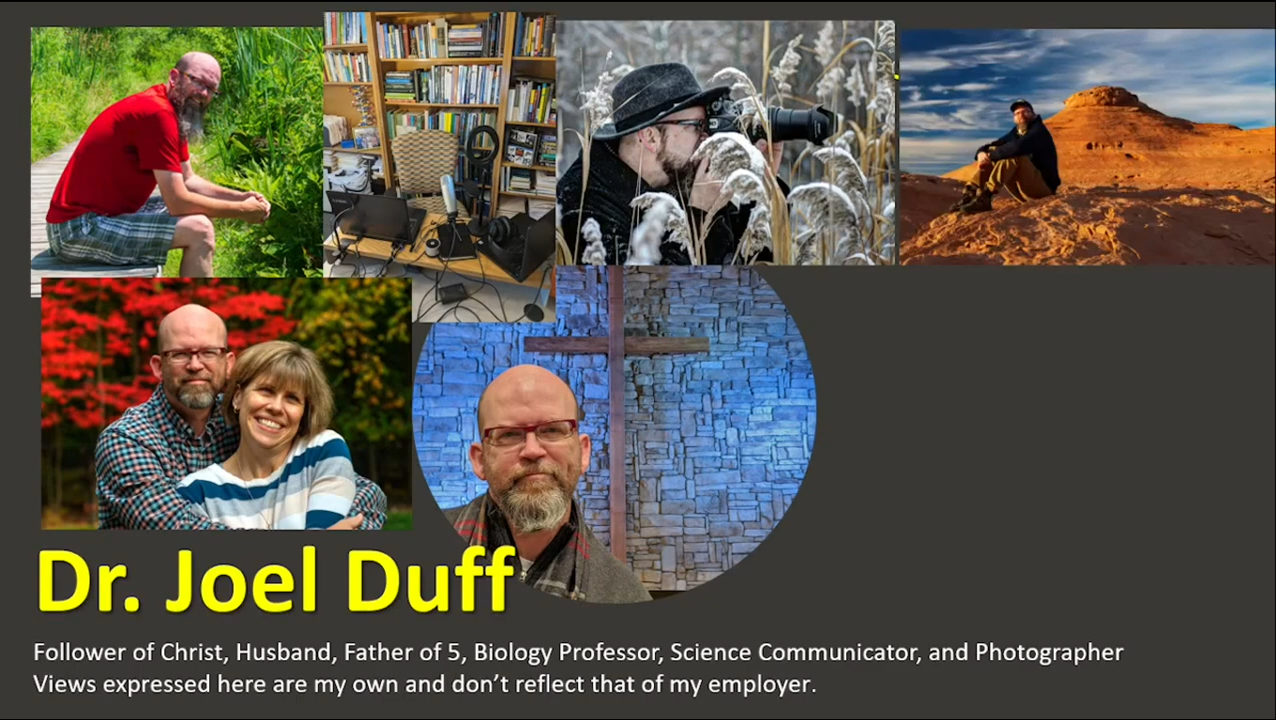 Dr. Joel Duff
Follower of Christ, Husband, Father of 5, Biology Professor, Science Communicator, and Photographer
Views expressed here are my own and don’t reflect that of my employer.